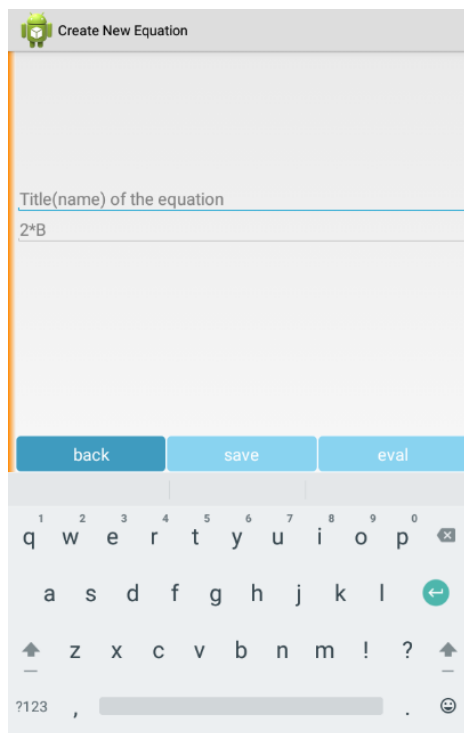 Create New Equation
Title(name) of the equation
2*B
back save eval
1 2 3 4 5 6 7 8 9 0
q w e r t y u i o p
a s d f g h j k l
z x c v b n m ! ?
?123 , .